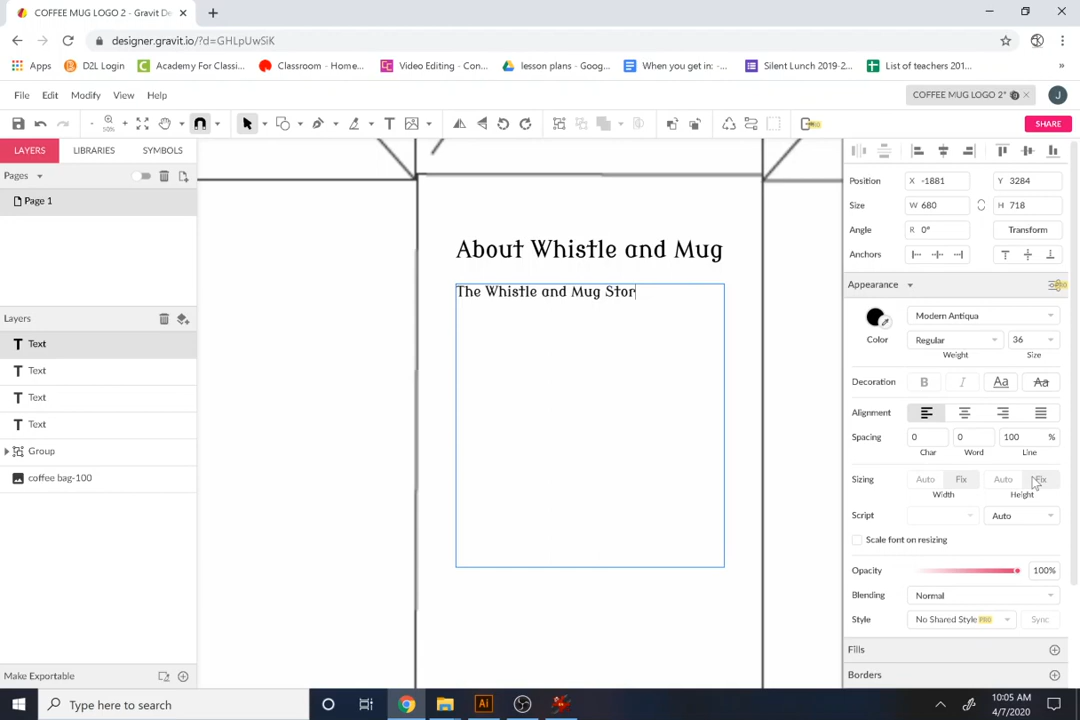 COFFEE MUG LOGO 2 - Gravit De
designer.gravit.io/?d=GHLpUwSiK
Apps
D2L Login
Academy For Classi...
Classroom - Home...
Video Editing - Con...
lesson plans - Goog...
When you get in: -...
Silent Lunch 2019-2...
List of teachers 201...
»
File Edit Modify View Help
COFFEE MUG LOGO 2*
J
50%
PRO
SHARE
LAYERS LIBRARIES SYMBOLS
Pages
Page 1
Layers
Text
Text
Text
Text
Group
coffee bag-100
Make Exportable
About Whistle and Mug
The Whistle and Mug Stor
Position X -1881 Y 3284
Size W 680 H 718
Angle R 0° Transform
Anchors
Appearance PRO
Modern Antiqua
Color Regular 36
Weight Size
Decoration B I Aa Aa
Alignment
Spacing 0 0 100 %
Char Word Line
Sizing Auto Fix Auto Fix
Width Height
Script Auto
Scale font on resizing
Opacity 100%
Blending Normal
Style No Shared Style PRO Sync
Fills
Borders
Type here to search
Ai
10:05 AM
4/7/2020